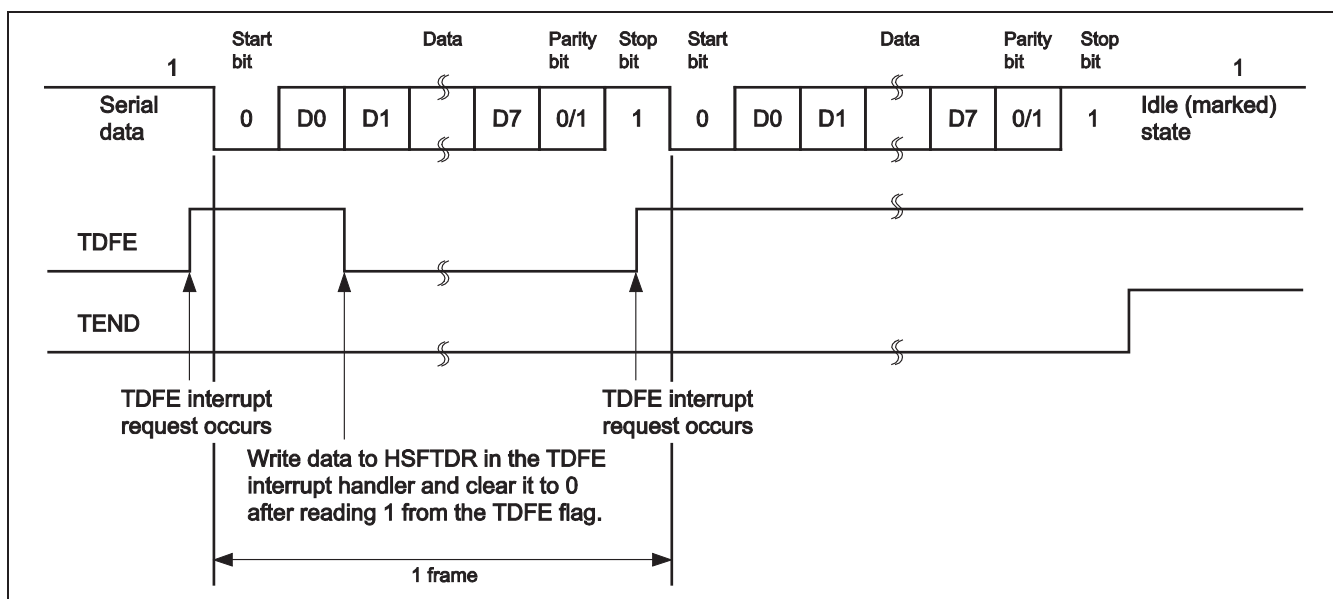 Start bit
Data
Parity bit
Stop bit
Start bit
Data
Parity bit
Stop bit
1
1
Serial data
0
D0
D1
D7
0/1
1
0
D0
D1
D7
0/1
1
Idle (marked) state
TDFE
TEND
TDFE interrupt
request occurs
TDFE interrupt
request occurs
Write data to HSFTDR in the TDFE
interrupt handler and clear it to 0
after reading 1 from the TDFE flag.
1 frame